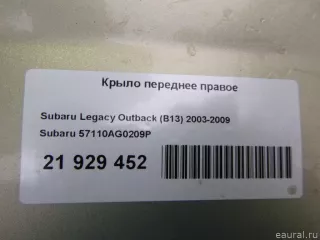 Крыло переднее правое
Subaru Legacy Outback (B13) 2003-2009
Subaru 57110AG0209P
21 929 452
eaural.ru